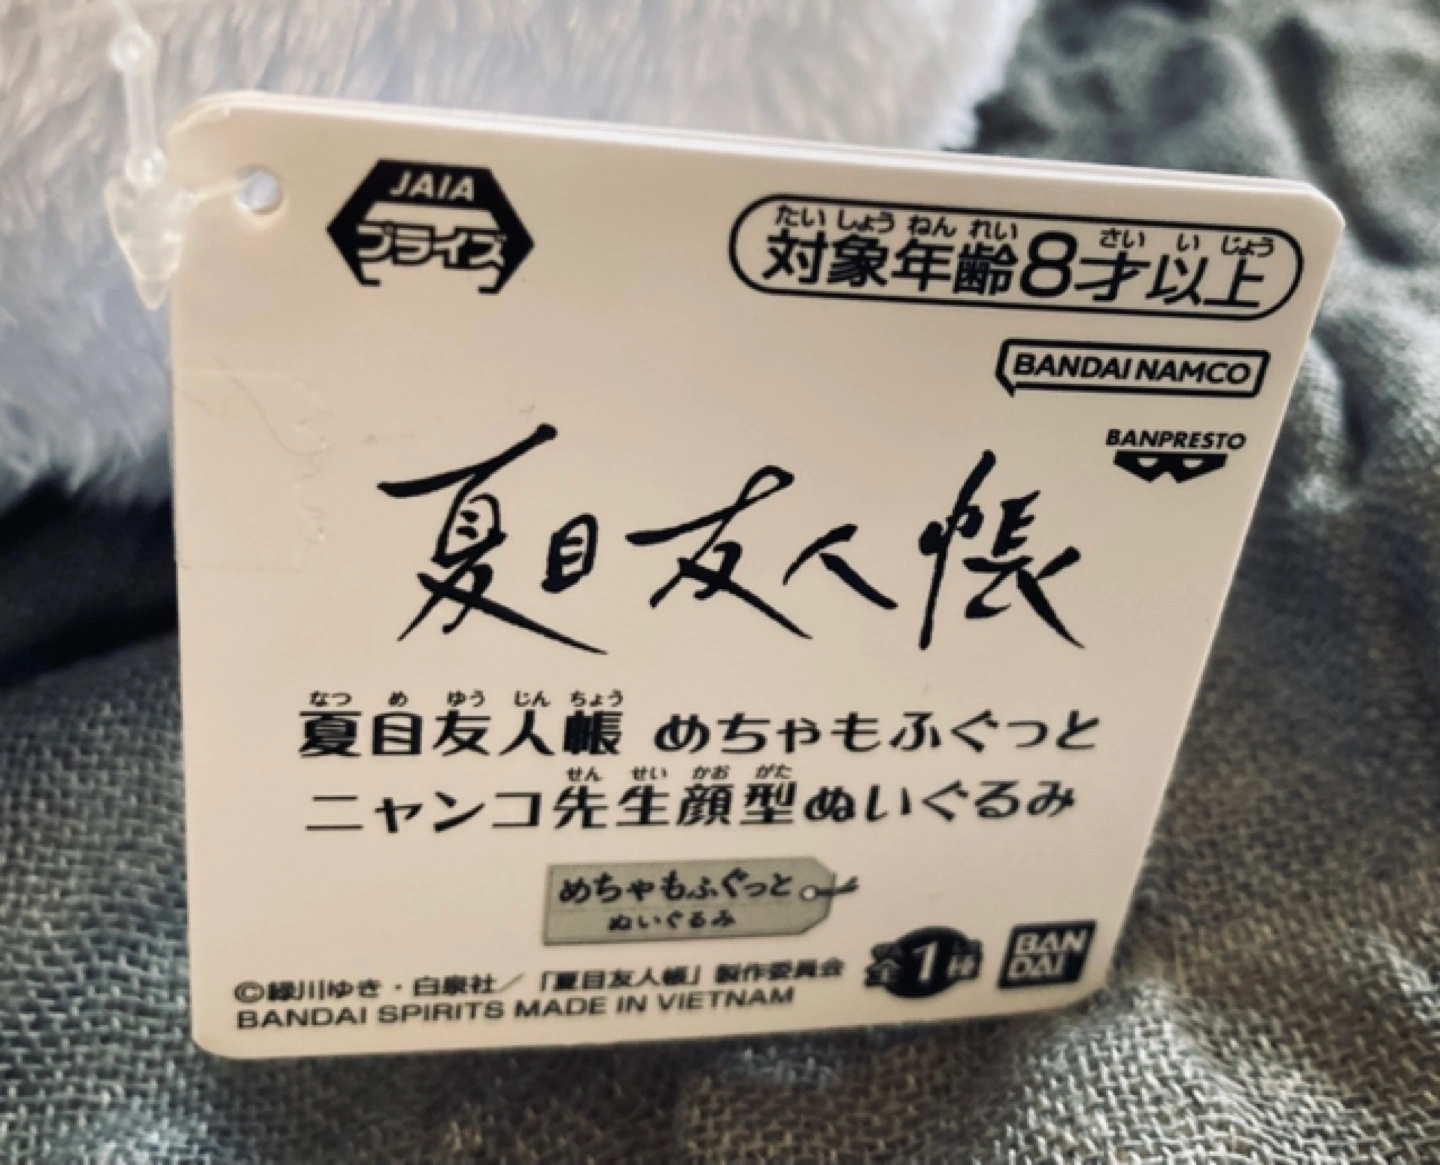 JAIA
プライズ
たいしょうねんれい さいいじょう
対象年齢8才以上
BANDAI NAMCO
BANPRESTO
夏目友人帳
なつめゆうじんちょう
夏目友人帳 めちゃもふぐっと
せんせいかおがた
ニャンコ先生顔型ぬいぐるみ
めちゃもふぐっと
ぬいぐるみ
全1種
BAN
DAI
©緑川ゆき・白泉社/「夏目友人帳」製作委員会
BANDAI SPIRITS MADE IN VIETNAM